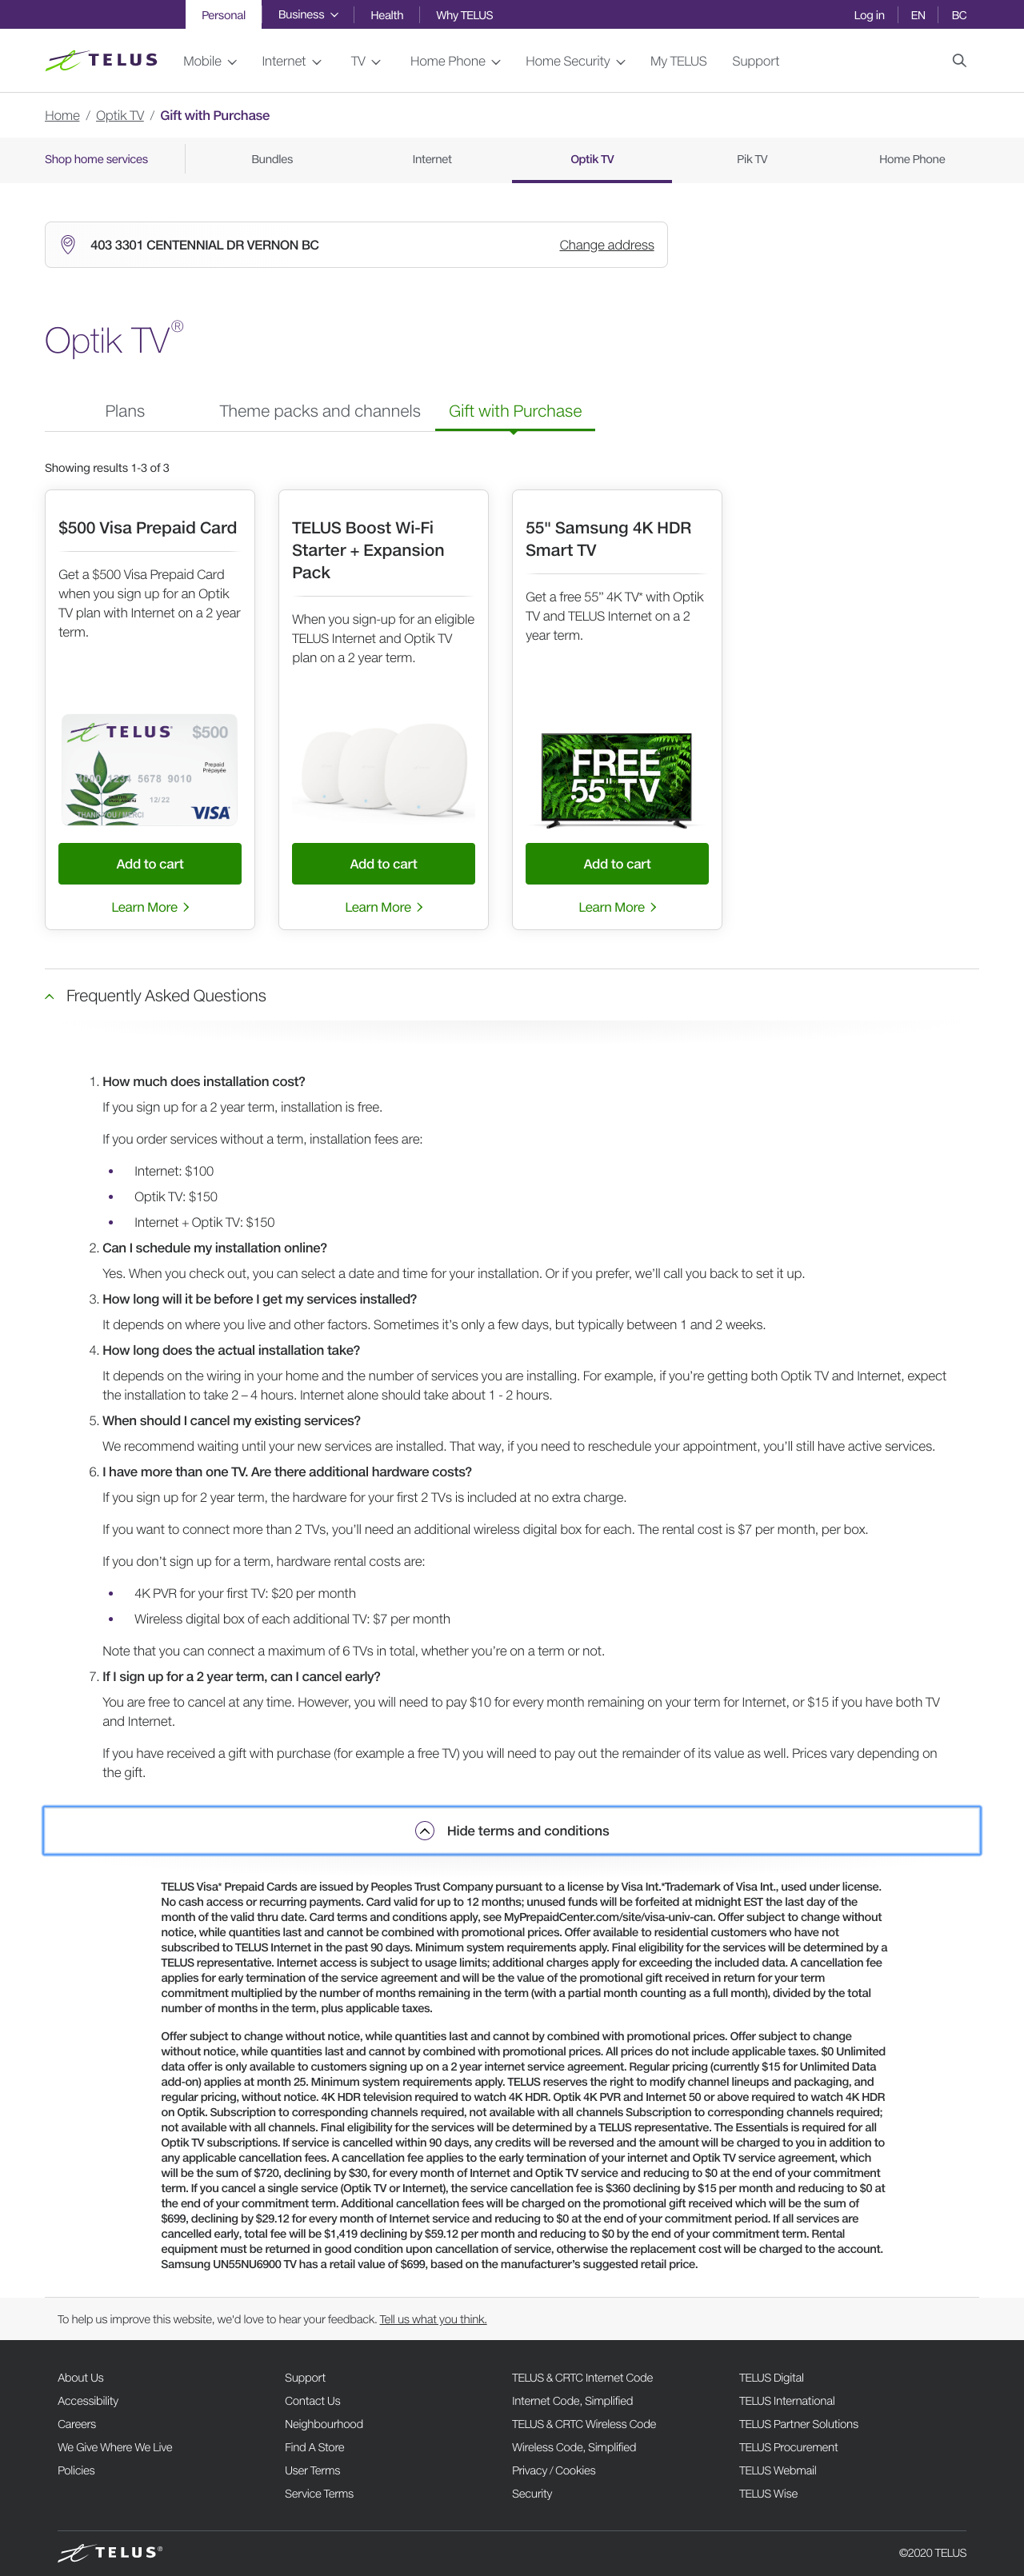 Personal
Business
Health
Why TELUS
Log in
EN
BC
TELUS
Mobile
Internet
TV
Home Phone
Home Security
My TELUS
Support
Home / Optik TV / Gift with Purchase
Shop home services
Bundles
Internet
Optik TV
Pik TV
Home Phone
403 3301 CENTENNIAL DR VERNON BC
Change address
Optik TV®
Plans
Theme packs and channels
Gift with Purchase
Showing results 1-3 of 3
$500 Visa Prepaid Card
Get a $500 Visa Prepaid Card
when you sign up for an Optik
TV plan with Internet on a 2 year
term.
TELUS® $500
Prepaid
Prépayée
4000 1234 5678 9010
12/22
THANK YOU / MERCI
VISA
Add to cart
Learn More
TELUS Boost Wi-Fi
Starter + Expansion
Pack
When you sign-up for an eligible
TELUS Internet and Optik TV
plan on a 2 year term.
Add to cart
Learn More
55" Samsung 4K HDR
Smart TV
Get a free 55” 4K TV* with Optik
TV and TELUS Internet on a 2
year term.
FREE
55" TV
Add to cart
Learn More
Frequently Asked Questions
1. How much does installation cost?
If you sign up for a 2 year term, installation is free.
If you order services without a term, installation fees are:
• Internet: $100
• Optik TV: $150
• Internet + Optik TV: $150
2. Can I schedule my installation online?
Yes. When you check out, you can select a date and time for your installation. Or if you prefer, we’ll call you back to set it up.
3. How long will it be before I get my services installed?
It depends on where you live and other factors. Sometimes it’s only a few days, but typically between 1 and 2 weeks.
4. How long does the actual installation take?
It depends on the wiring in your home and the number of services you are installing. For example, if you’re getting both Optik TV and Internet, expect
the installation to take 2 – 4 hours. Internet alone should take about 1 - 2 hours.
5. When should I cancel my existing services?
We recommend waiting until your new services are installed. That way, if you need to reschedule your appointment, you’ll still have active services.
6. I have more than one TV. Are there additional hardware costs?
If you sign up for 2 year term, the hardware for your first 2 TVs is included at no extra charge.
If you want to connect more than 2 TVs, you’ll need an additional wireless digital box for each. The rental cost is $7 per month, per box.
If you don’t sign up for a term, hardware rental costs are:
• 4K PVR for your first TV: $20 per month
• Wireless digital box of each additional TV: $7 per month
Note that you can connect a maximum of 6 TVs in total, whether you’re on a term or not.
7. If I sign up for a 2 year term, can I cancel early?
You are free to cancel at any time. However, you will need to pay $10 for every month remaining on your term for Internet, or $15 if you have both TV
and Internet.
If you have received a gift with purchase (for example a free TV) you will need to pay out the remainder of its value as well. Prices vary depending on
the gift.
Hide terms and conditions
TELUS Visa* Prepaid Cards are issued by Peoples Trust Company pursuant to a license by Visa Int.*Trademark of Visa Int., used under license.
No cash access or recurring payments. Card valid for up to 12 months; unused funds will be forfeited at midnight EST the last day of the
month of the valid thru date. Card terms and conditions apply, see MyPrepaidCenter.com/site/visa-univ-can. Offer subject to change without
notice, while quantities last and cannot be combined with promotional prices. Offer available to residential customers who have not
subscribed to TELUS Internet in the past 90 days. Minimum system requirements apply. Final eligibility for the services will be determined by a
TELUS representative. Internet access is subject to usage limits; additional charges apply for exceeding the included data. A cancellation fee
applies for early termination of the service agreement and will be the value of the promotional gift received in return for your term
commitment multiplied by the number of months remaining in the term (with a partial month counting as a full month), divided by the total
number of months in the term, plus applicable taxes.
Offer subject to change without notice, while quantities last and cannot by combined with promotional prices. Offer subject to change
without notice, while quantities last and cannot by combined with promotional prices. All prices do not include applicable taxes. $0 Unlimited
data offer is only available to customers signing up on a 2 year internet service agreement. Regular pricing (currently $15 for Unlimited Data
add-on) applies at month 25. Minimum system requirements apply. TELUS reserves the right to modify channel lineups and packaging, and
regular pricing, without notice. 4K HDR television required to watch 4K HDR. Optik 4K PVR and Internet 50 or above required to watch 4K HDR
on Optik. Subscription to corresponding channels required, not available with all channels Subscription to corresponding channels required;
not available with all channels. Final eligibility for the services will be determined by a TELUS representative. The Essentials is required for all
Optik TV subscriptions. If service is cancelled within 90 days, any credits will be reversed and the amount will be charged to you in addition to
any applicable cancellation fees. A cancellation fee applies to the early termination of your internet and Optik TV service agreement, which
will be the sum of $720, declining by $30, for every month of Internet and Optik TV service and reducing to $0 at the end of your commitment
term. If you cancel a single service (Optik TV or Internet), the service cancellation fee is $360 declining by $15 per month and reducing to $0 at
the end of your commitment term. Additional cancellation fees will be charged on the promotional gift received which will be the sum of
$699, declining by $29.12 for every month of Internet service and reducing to $0 at the end of your commitment period. If all services are
cancelled early, total fee will be $1,419 declining by $59.12 per month and reducing to $0 by the end of your commitment term. Rental
equipment must be returned in good condition upon cancellation of service, otherwise the replacement cost will be charged to the account.
Samsung UN55NU6900 TV has a retail value of $699, based on the manufacturer’s suggested retail price.
To help us improve this website, we'd love to hear your feedback. Tell us what you think.
About Us
Accessibility
Careers
We Give Where We Live
Policies
Support
Contact Us
Neighbourhood
Find A Store
User Terms
Service Terms
TELUS & CRTC Internet Code
Internet Code, Simplified
TELUS & CRTC Wireless Code
Wireless Code, Simplified
Privacy / Cookies
Security
TELUS Digital
TELUS International
TELUS Partner Solutions
TELUS Procurement
TELUS Webmail
TELUS Wise
TELUS®
©2020 TELUS